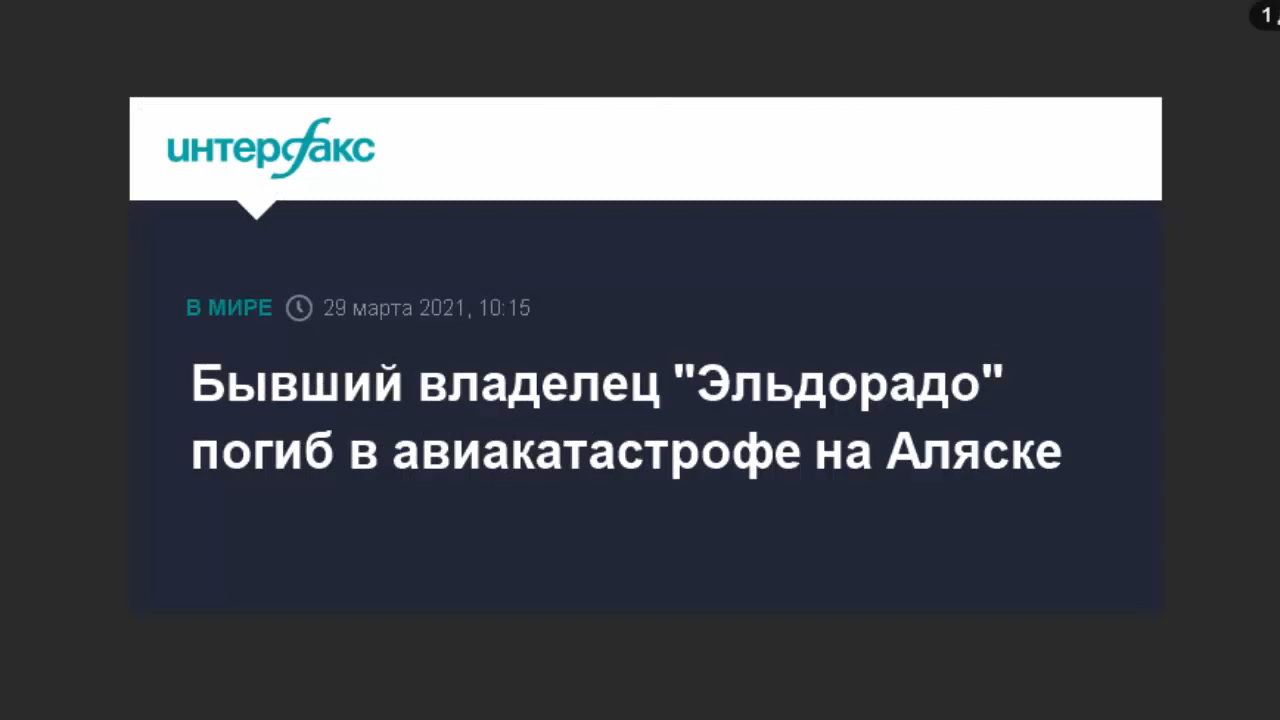 интерфакс
В МИРЕ 29 марта 2021, 10:15
Бывший владелец "Эльдорадо"
погиб в авиакатастрофе на Аляске